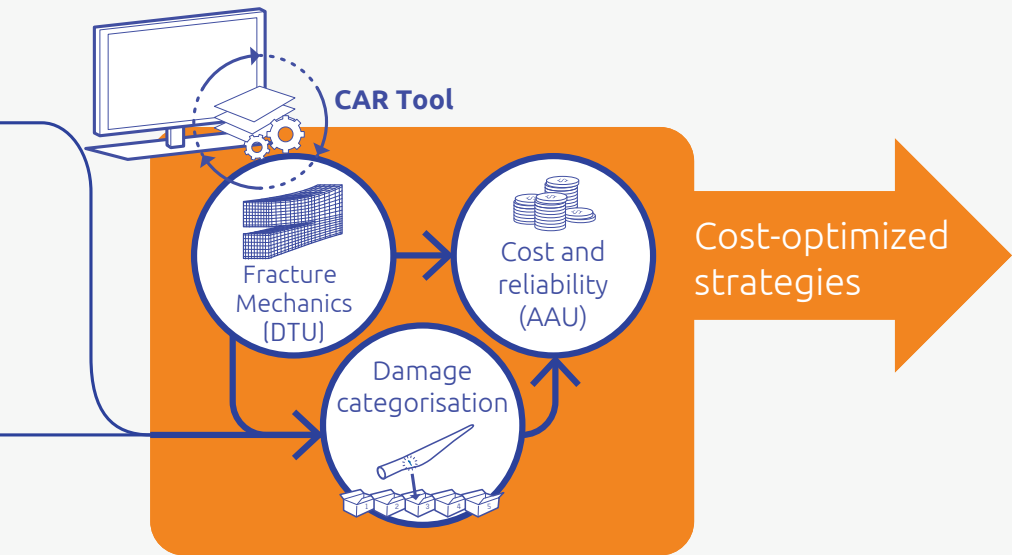 CAR Tool
Fracture
Mechanics
(DTU)
Cost and
reliability
(AAU)
Cost-optimized
strategies
Damage
categorisation
1 2 3 4 5